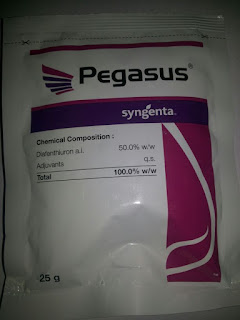 Pegasus®
syngenta.
Chemical Composition :
Diafenthiuron a.i. 50.0% w/w
Adjuvants q.s.
Total 100.0% w/w
25 g